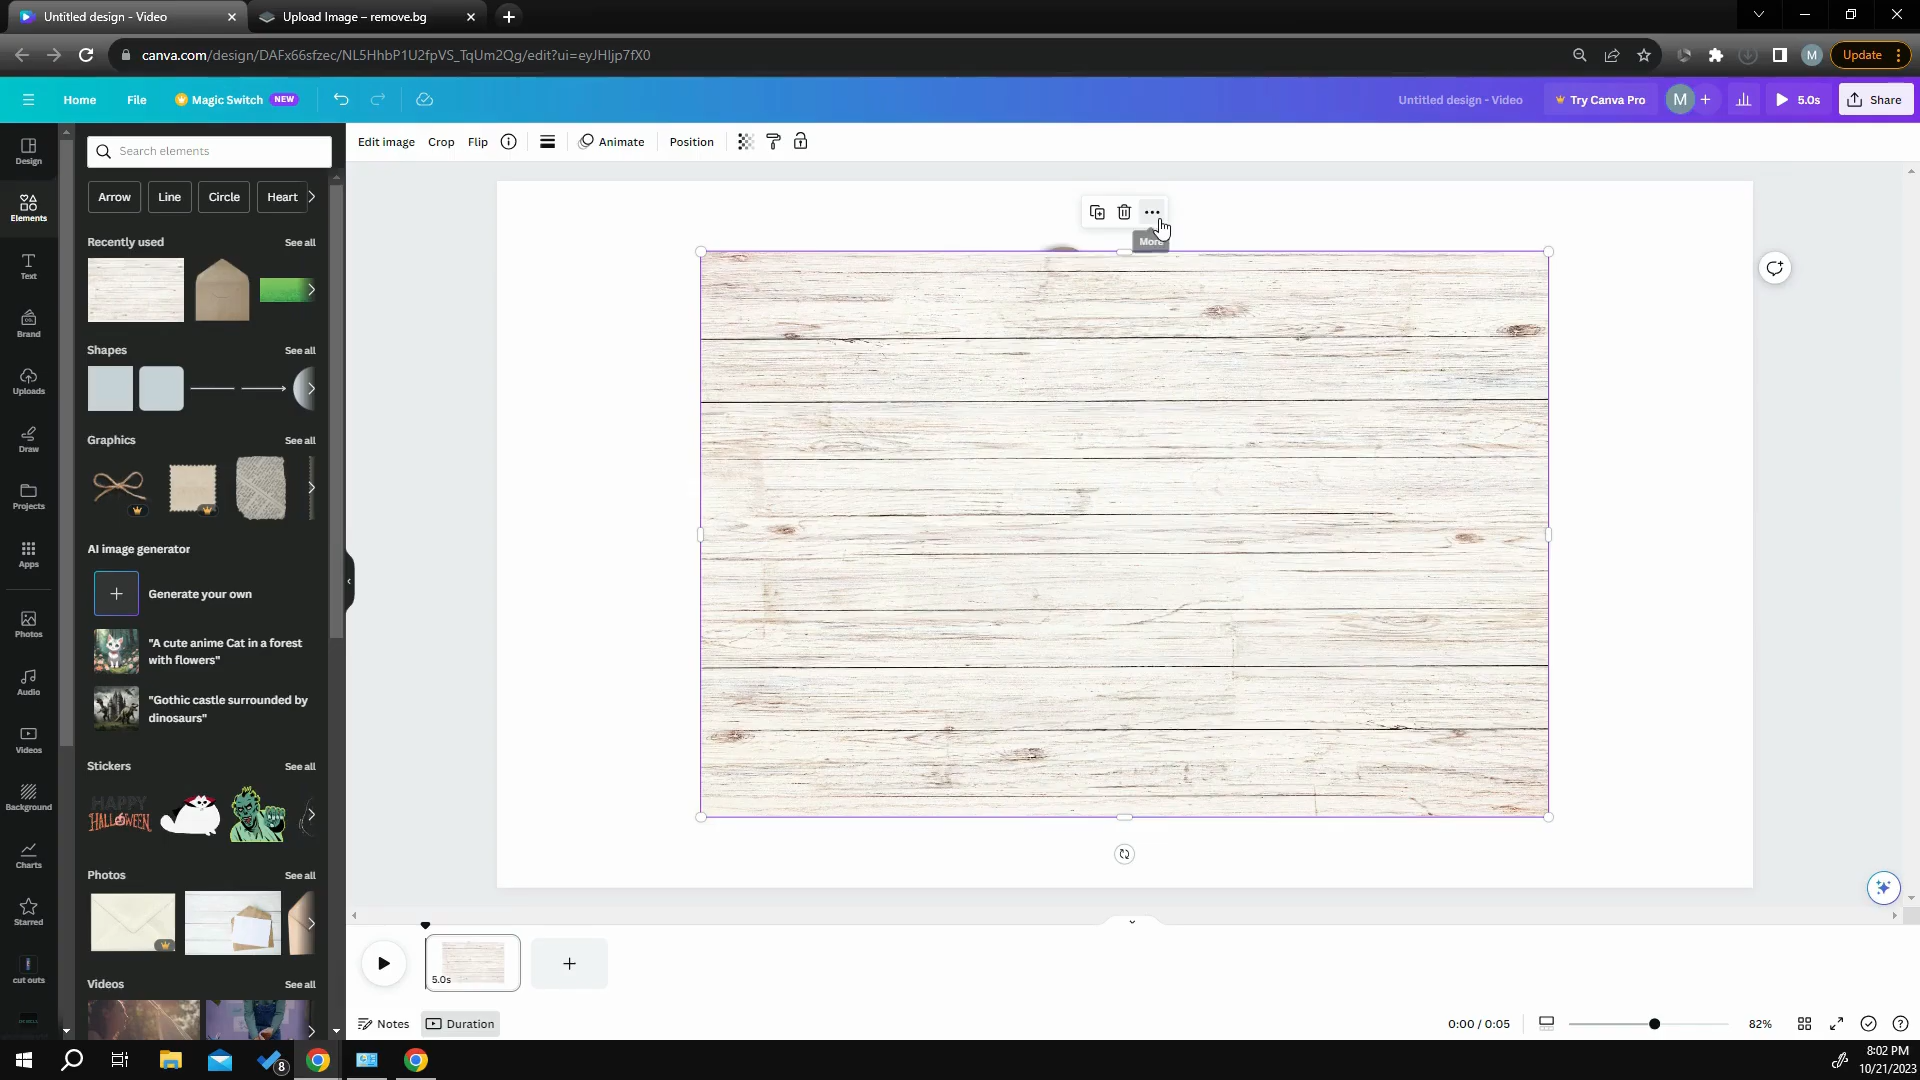 Untitled design - Video
Upload Image – remove.bg
canva.com/design/DAFx66sfzec/NL5HhbP1U2fpVS_TqUm2Qg/edit?ui=eyJHIjp7fX0
M
Update
Home
File
Magic Switch
NEW
Untitled design - Video
Try Canva Pro
M
5.0s
Share
Design
Elements
Text
Brand
Uploads
Draw
Projects
Apps
Photos
Audio
Videos
Background
Charts
Starred
cut outs
Search elements
Arrow
Line
Circle
Heart
Recently used
See all
Shapes
See all
Graphics
See all
AI image generator
Generate your own
"A cute anime Cat in a forest
with flowers"
"Gothic castle surrounded by
dinosaurs"
Stickers
See all
HAPPY
HALLOWEEN
Photos
See all
Videos
See all
Edit image
Crop
Flip
Animate
Position
More
5.0s
Notes
Duration
0:00 / 0:05
82%
8
8:02 PM
10/21/2023